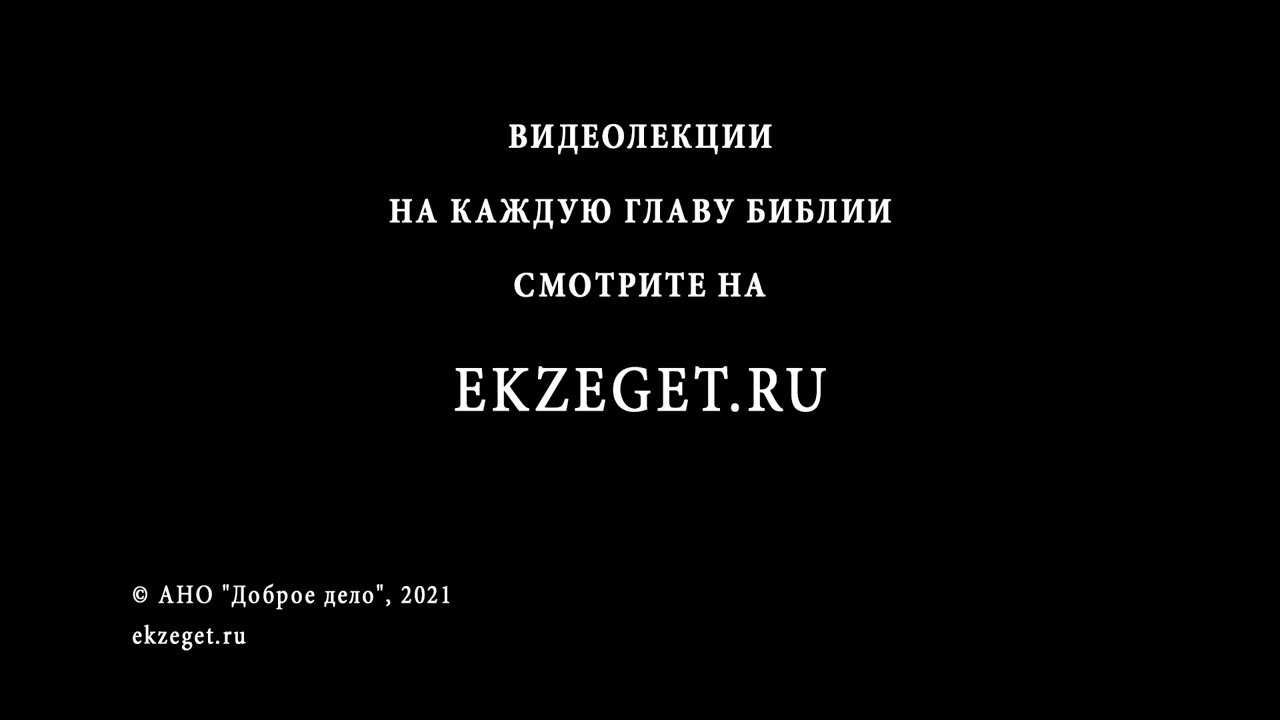 ВИДЕОЛЕКЦИИ
НА КАЖДУЮ ГЛАВУ БИБЛИИ
СМОТРИТЕ НА
EKZEGET.RU
© АНО "Доброе дело", 2021
ekzeget.ru